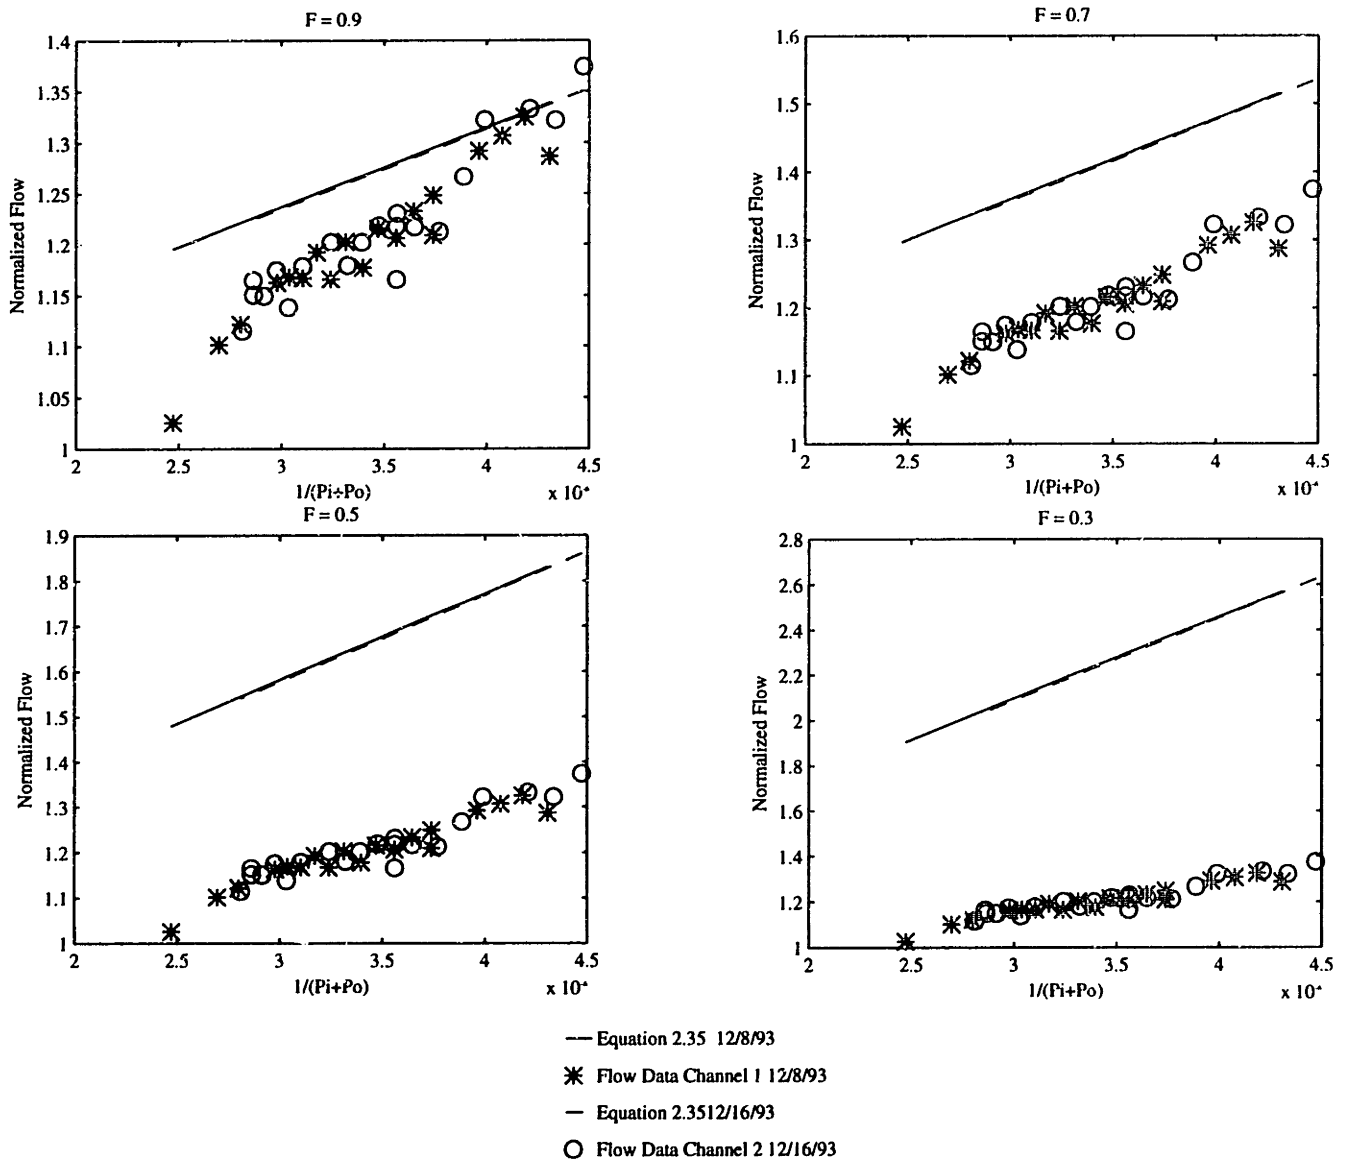 F = 0.9
1.4
1.35
1.3
1.25
1.2
1.15
1.1
1.05
1
Normalized Flow
2 2.5 3 3.5 4 4.5
1/(Pi+Po) x 10⁻⁴
F = 0.7
1.6
1.5
1.4
1.3
1.2
1.1
1
Normalized Flow
2 2.5 3 3.5 4 4.5
1/(Pi+Po) x 10⁻⁴
F = 0.5
1.9
1.8
1.7
1.6
1.5
1.4
1.3
1.2
1.1
1
Normalized Flow
2 2.5 3 3.5 4 4.5
1/(Pi+Po) x 10⁻⁴
F = 0.3
2.8
2.6
2.4
2.2
2
1.8
1.6
1.4
1.2
1
Normalized Flow
2 2.5 3 3.5 4 4.5
1/(Pi+Po) x 10⁻⁴
Equation 2.35 12/8/93
Flow Data Channel 1 12/8/93
Equation 2.3512/16/93
Flow Data Channel 2 12/16/93